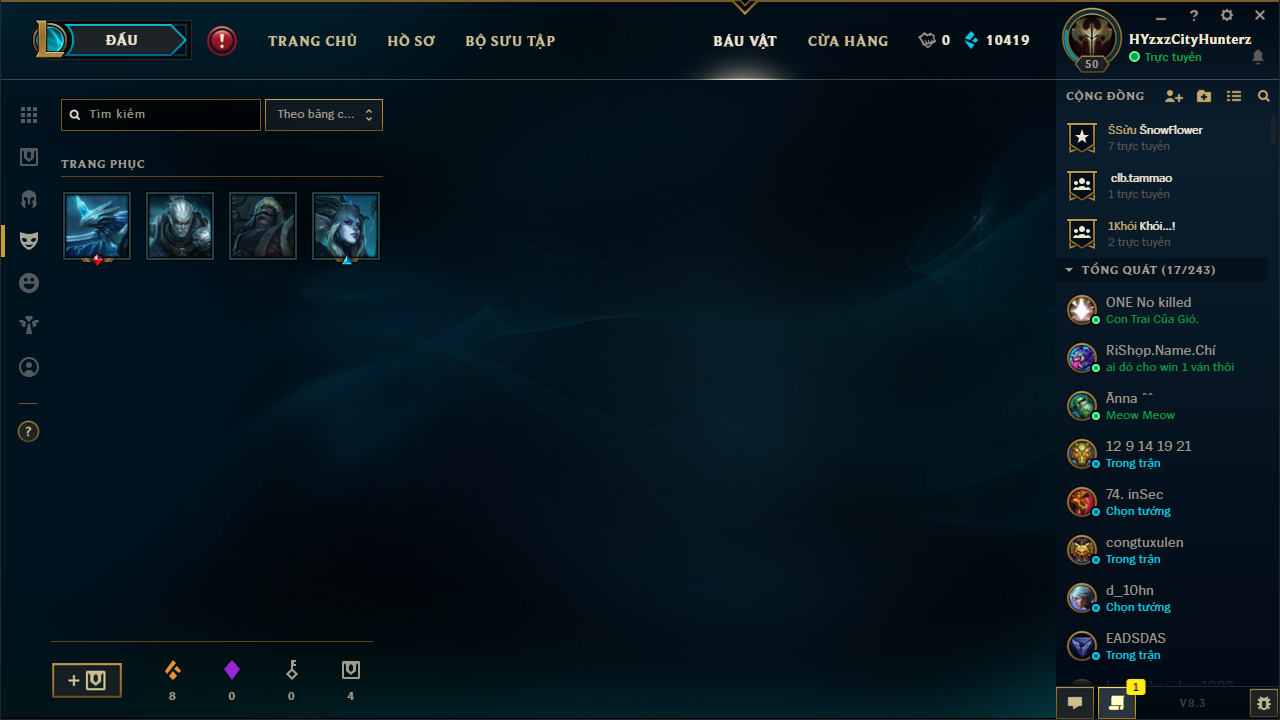 ĐẤU
TRANG CHỦ
HỒ SƠ
BỘ SƯU TẬP
BÁU VẬT
CỬA HÀNG
0
10419
?
50
HYzxzCityHunterz
Trực tuyến
Tìm kiếm
Theo bảng c...
TRANG PHỤC
?
8
0
0
4
CỘNG ĐỒNG
ŠSửu ŠnowFlower
7 trực tuyến
clb.tammao
1 trực tuyến
1Khói Khói...!
2 trực tuyến
TỔNG QUÁT (17/243)
ONE No killed
Con Trai Của Gió.
RiShop.Name.Chí
ai dó cho win 1 ván thôi
Ãnna ^^
Meow Meow
12 9 14 19 21
Trong trận
74. inSec
Chọn tướng
congtuxulen
Trong trận
d_10hn
Chọn tướng
EADSDAS
Trong trận
1
V8.3